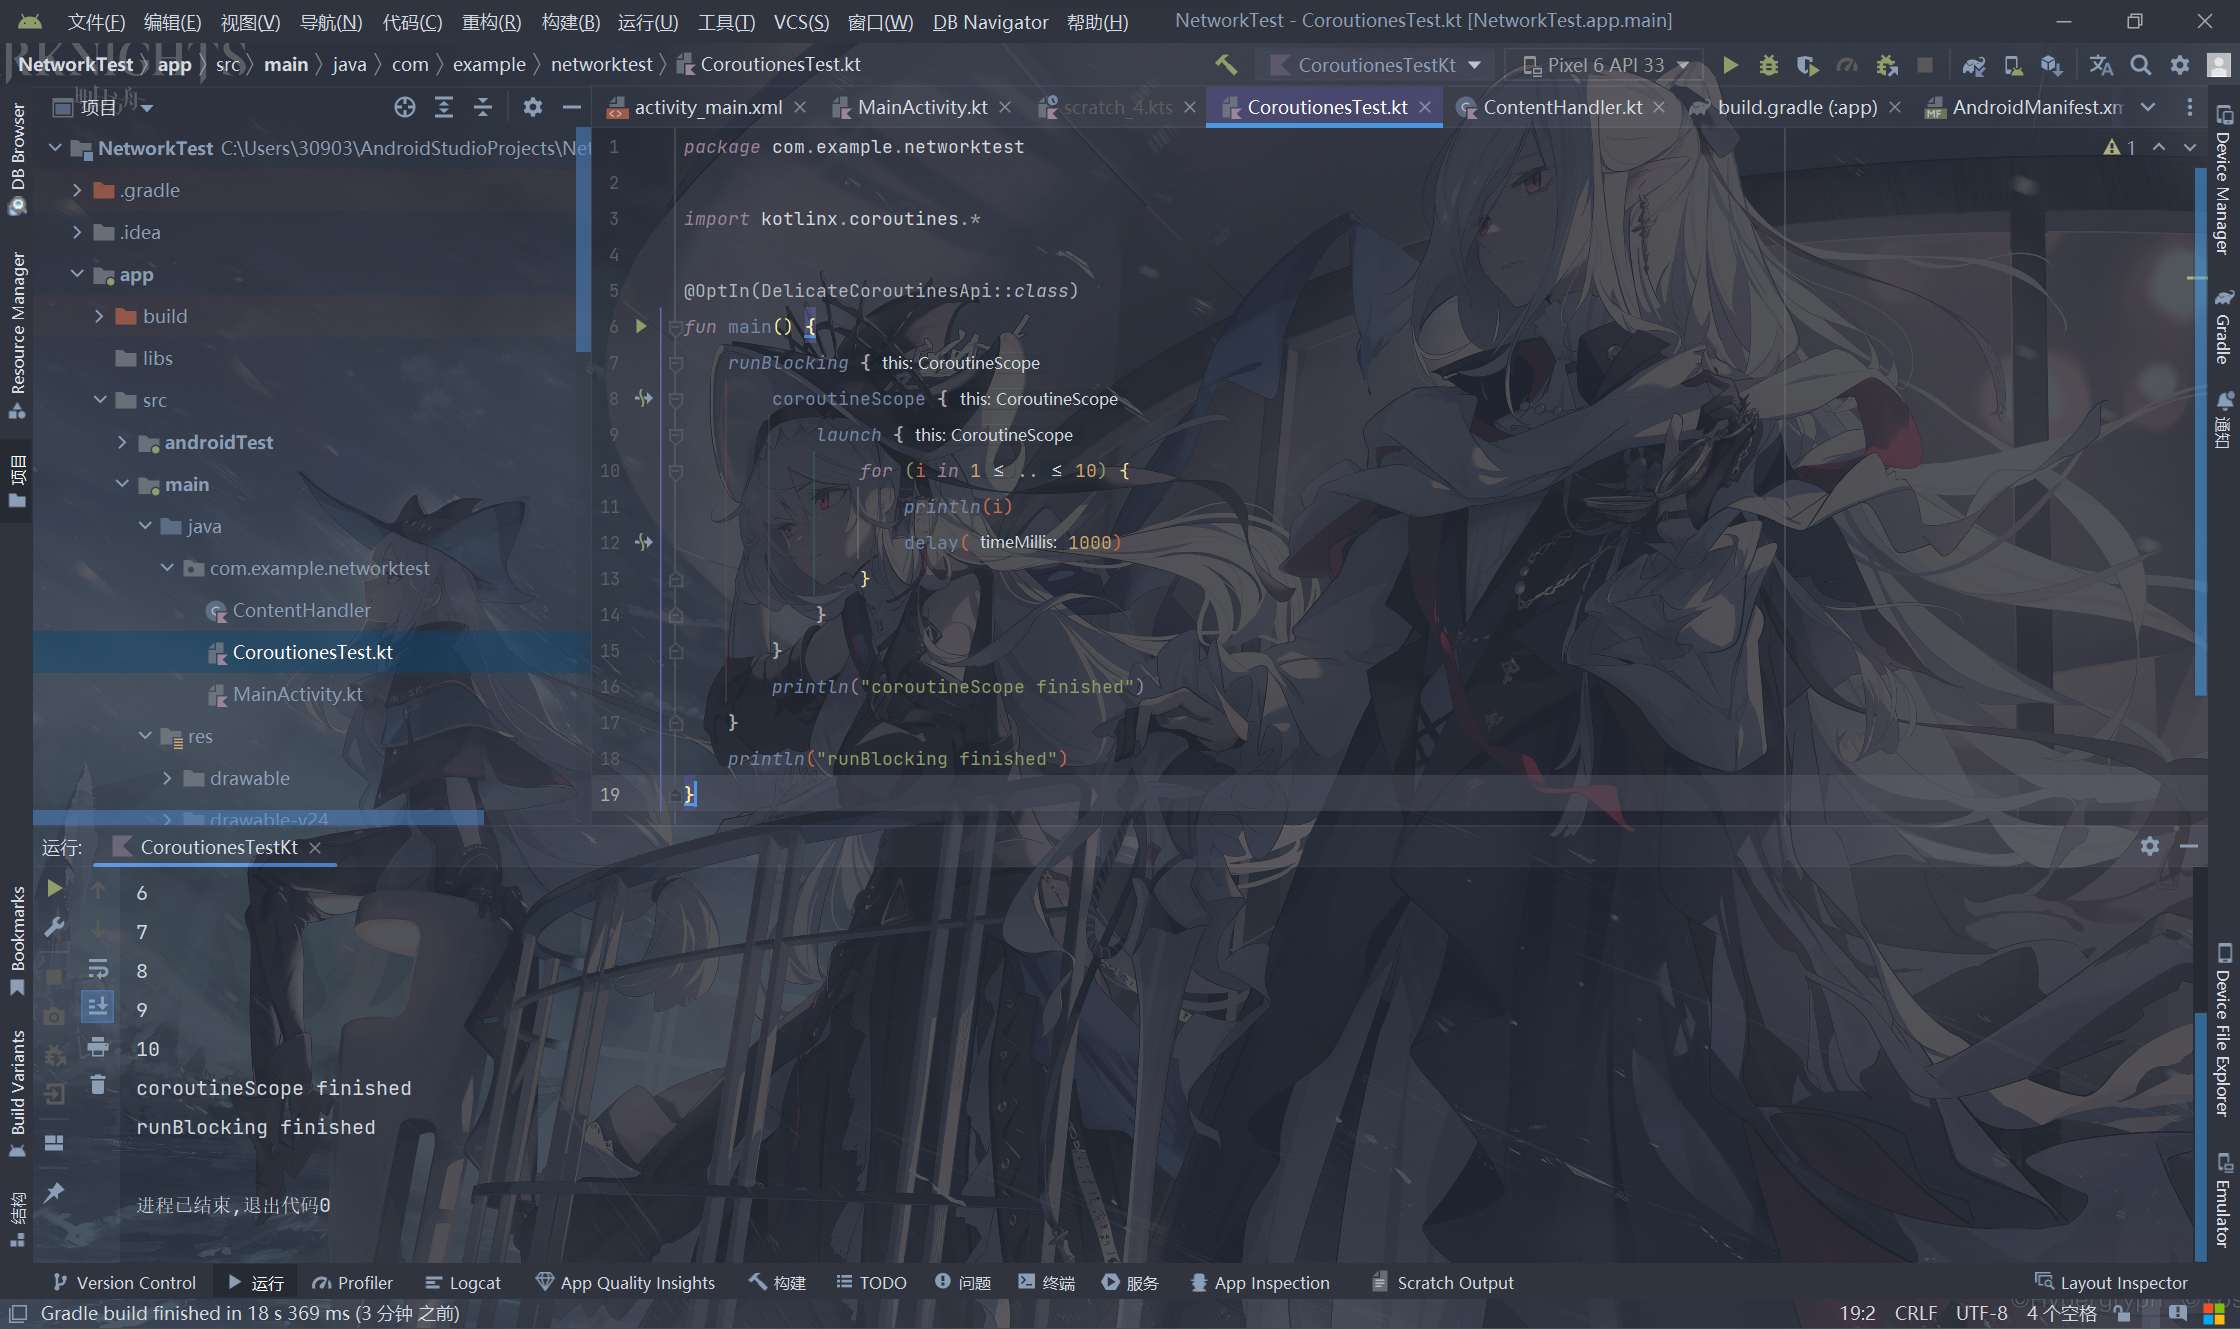 文件(F) 编辑(E) 视图(V) 导航(N) 代码(C) 重构(R) 构建(B) 运行(U) 工具(T) VCS(S) 窗口(W) DB Navigator 帮助(H) NetworkTest - CoroutionesTest.kt [NetworkTest.app.main]
NetworkTest app src main java com example networktest CoroutionesTest.kt CoroutionesTestKt Pixel 6 API 33
项目
activity_main.xml MainActivity.kt scratch_4.kts CoroutionesTest.kt ContentHandler.kt build.gradle (:app) AndroidManifest.xm
DB Browser
Resource Manager
项目
Bookmarks
Build Variants
结构
NetworkTest C:\Users\30903\AndroidStudioProjects\Net
.gradle
.idea
app
build
libs
src
androidTest
main
java
com.example.networktest
ContentHandler
CoroutionesTest.kt
MainActivity.kt
res
drawable
drawable-v24
1 package com.example.networktest
2
3 import kotlinx.coroutines.*
4
5 @OptIn(DelicateCoroutinesApi::class)
6 fun main() {
7 runBlocking { this: CoroutineScope
8 coroutineScope { this: CoroutineScope
9 launch { this: CoroutineScope
10 for (i in 1 ≤ .. ≤ 10) {
11 println(i)
12 delay( timeMillis: 1000)
13 }
14 }
15 }
16 println("coroutineScope finished")
17 }
18 println("runBlocking finished")
19 }
1
Device Manager
Gradle
通知
Device File Explorer
Emulator
运行: CoroutionesTestKt
6
7
8
9
10
coroutineScope finished
runBlocking finished
进程已结束,退出代码0
Version Control 运行 Profiler Logcat App Quality Insights 构建 TODO 问题 终端 服务 App Inspection Scratch Output Layout Inspector
Gradle build finished in 18 s 369 ms (3 分钟 之前) 19:2 CRLF UTF-8 4 个空格